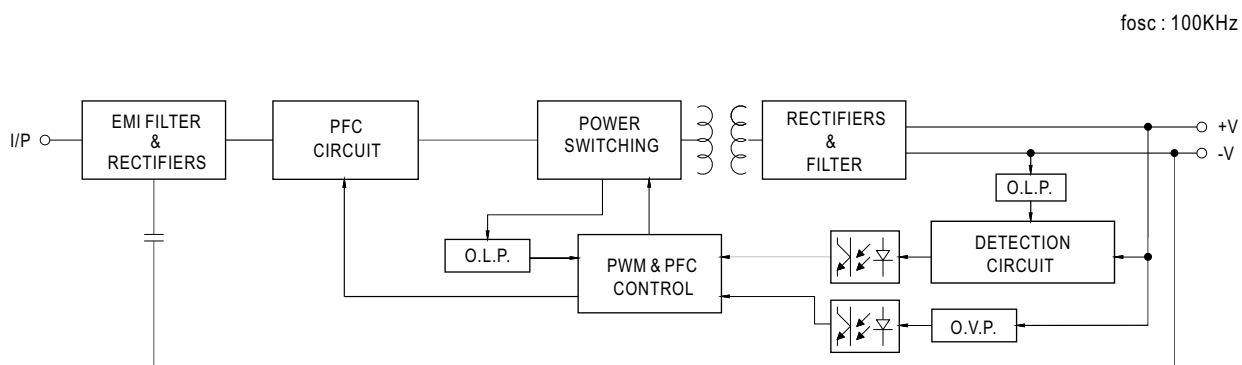 fosc : 100KHz
I/P
EMI FILTER
&
RECTIFIERS
PFC
CIRCUIT
POWER
SWITCHING
RECTIFIERS
&
FILTER
+V
-V
O.L.P.
O.L.P.
PWM & PFC
CONTROL
DETECTION
CIRCUIT
O.V.P.